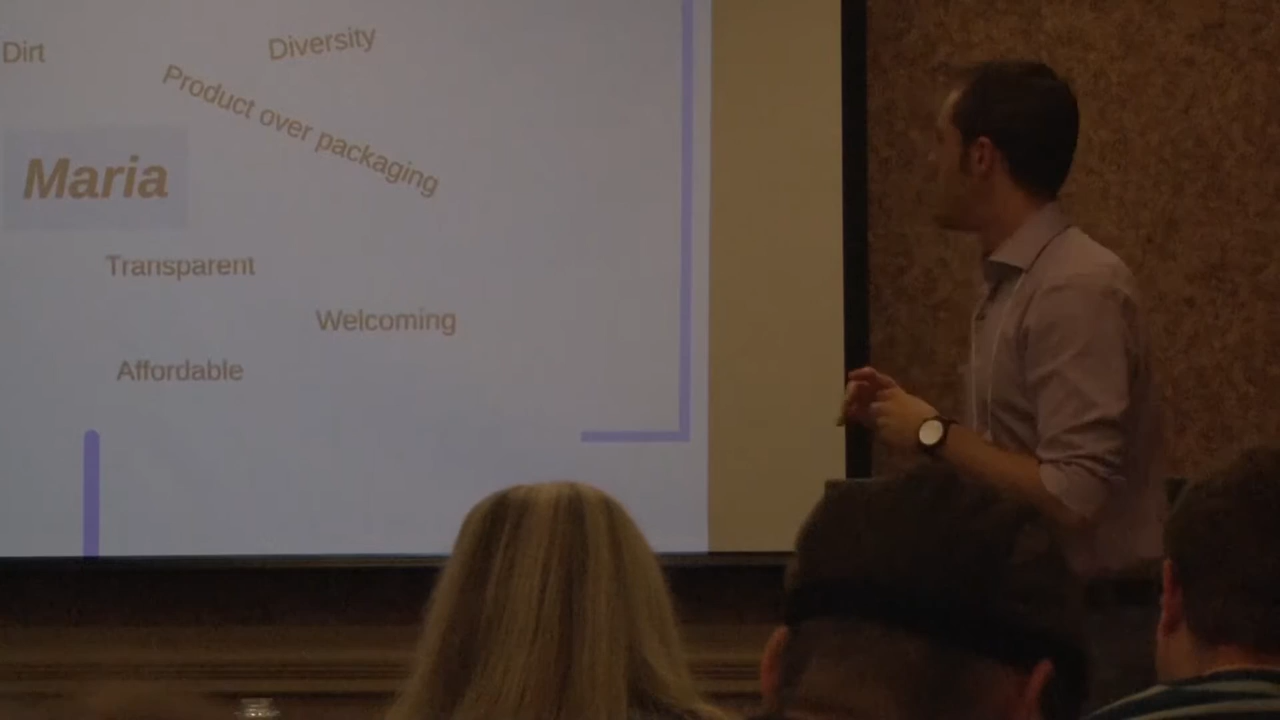 Dirt
Diversity
Product over packaging
Maria
Transparent
Welcoming
Affordable